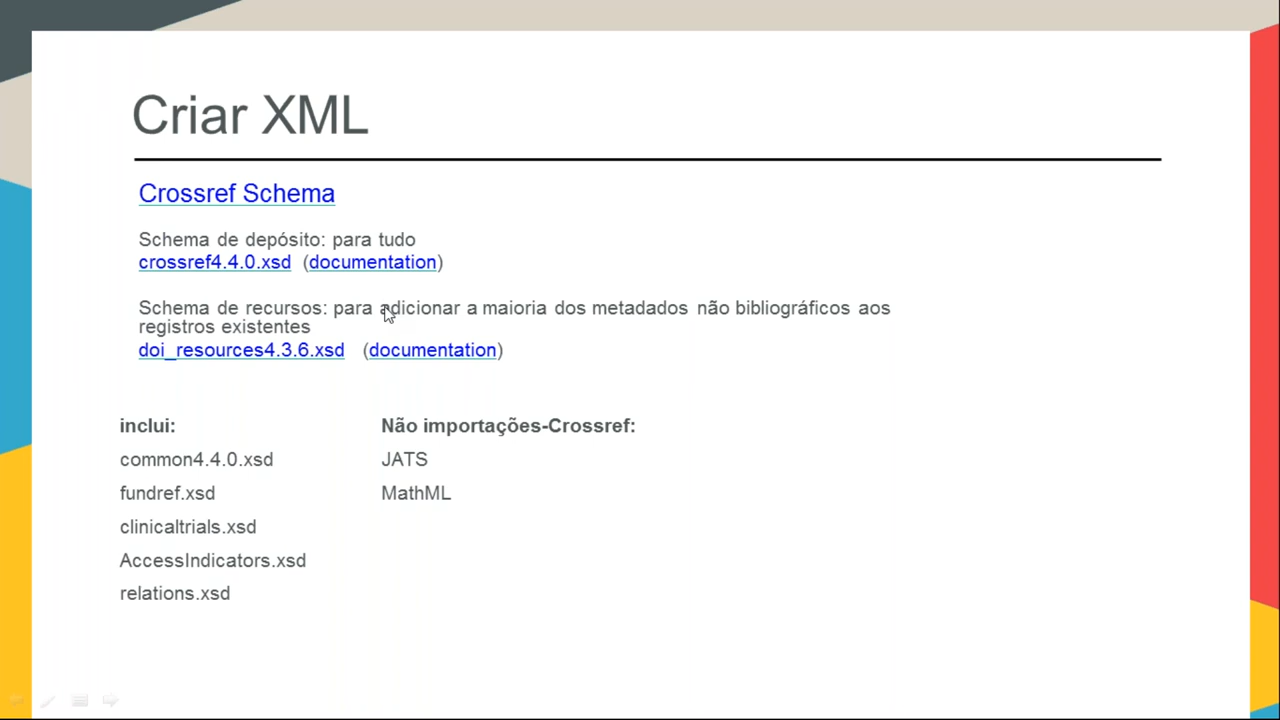 Criar XML
Crossref Schema
Schema de depósito: para tudo
crossref4.4.0.xsd (documentation)
Schema de recursos: para adicionar a maioria dos metadados não bibliográficos aos
registros existentes
doi_resources4.3.6.xsd (documentation)
inclui:
common4.4.0.xsd
fundref.xsd
clinicaltrials.xsd
AccessIndicators.xsd
relations.xsd
Não importações-Crossref:
JATS
MathML